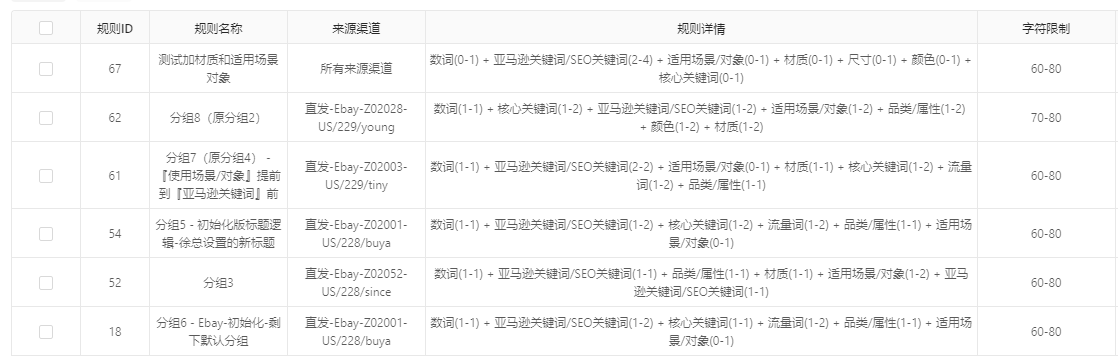 规则ID 规则名称 来源渠道 规则详情 字符限制
67 测试加材质和适用场景 所有来源渠道 数词(0-1) + 亚马逊关键词/SEO关键词(2-4) + 适用场景/对象(0-1) + 材质(0-1) + 尺寸(0-1) + 颜色(0-1) + 60-80
对象 核心关键词(0-1)
62 分组8（原分组2） 直发-Ebay-Z02028- 数词(1-1) + 核心关键词(1-2) + 亚马逊关键词/SEO关键词(1-2) + 适用场景/对象(1-2) + 品类/属性(1-2) 70-80
US/229/young + 颜色(1-2) + 材质(1-2)
61 分组7（原分组4） - 直发-Ebay-Z02003- 数词(1-1) + 亚马逊关键词/SEO关键词(2-2) + 适用场景/对象(0-1) + 材质(1-1) + 核心关键词(1-2) + 流量 60-80
『使用场景/对象』提前 US/229/tiny 词(1-2) + 品类/属性(1-1)
到『亚马逊关键词』前
54 分组5 - 初始化版标题逻 直发-Ebay-Z02001- 数词(1-1) + 亚马逊关键词/SEO关键词(1-2) + 核心关键词(1-2) + 流量词(1-2) + 品类/属性(1-1) + 适用场 60-80
辑-徐总设置的新标题 US/228/buya 景/对象(0-1)
52 分组3 直发-Ebay-Z02052- 数词(1-1) + 亚马逊关键词/SEO关键词(1-1) + 品类/属性(1-1) + 材质(1-1) + 适用场景/对象(1-2) + 亚马 60-80
US/228/since 逊关键词/SEO关键词(1-1)
18 分组6 - Ebay-初始化-剩 直发-Ebay-Z02001- 数词(1-1) + 亚马逊关键词/SEO关键词(1-2) + 核心关键词(1-1) + 流量词(1-2) + 品类/属性(1-1) + 适用场 60-80
下默认分组 US/228/buya 景/对象(0-1)